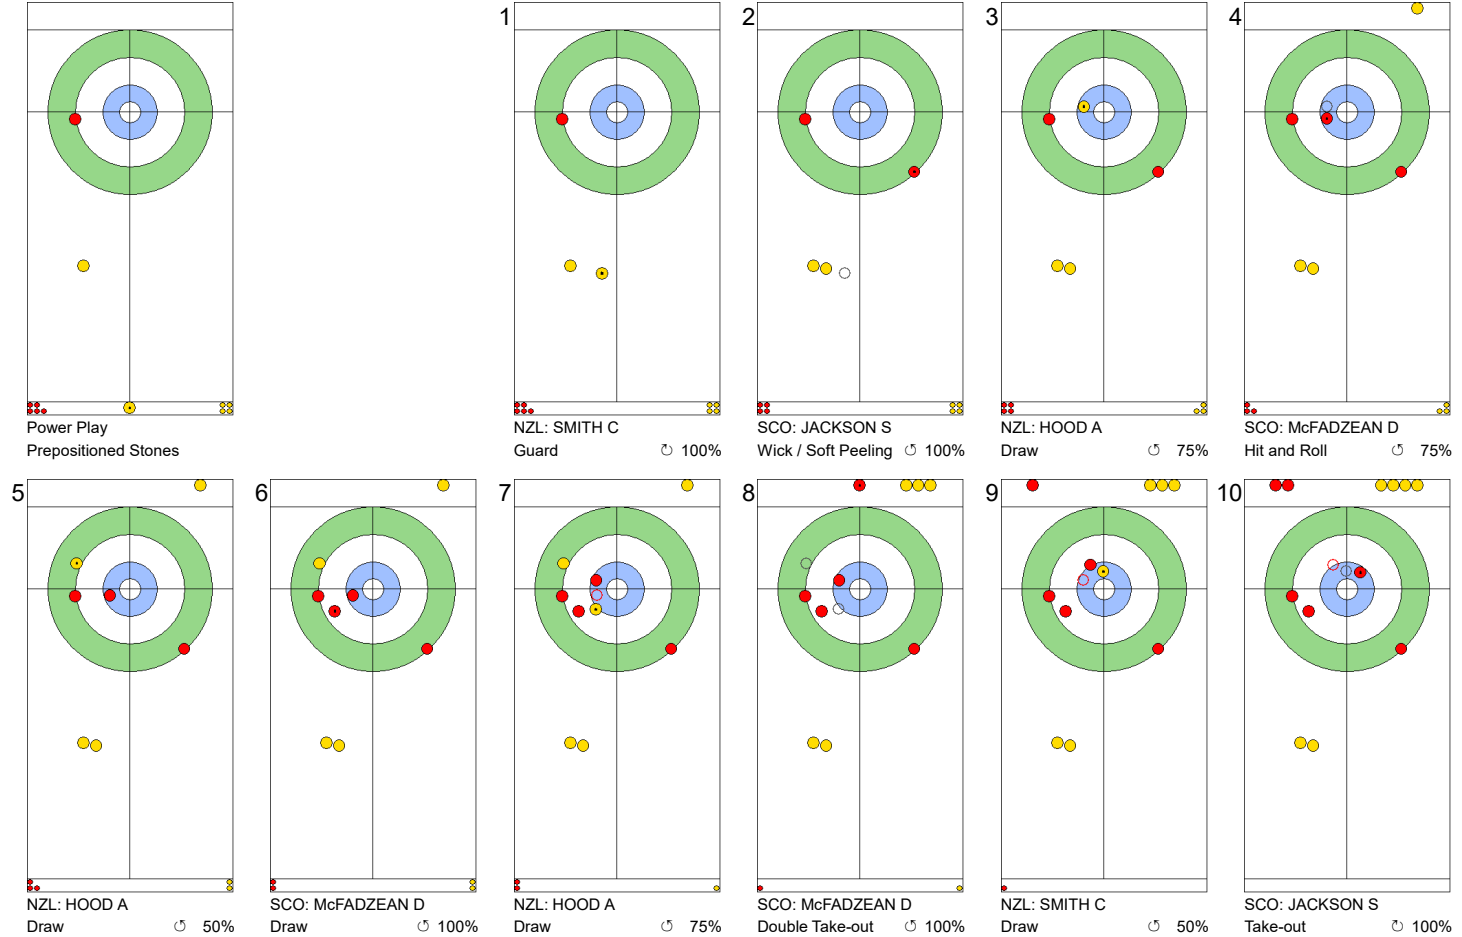 Power Play
Prepositioned Stones
1
NZL: SMITH C
Guard 100%
2
SCO: JACKSON S
Wick / Soft Peeling 100%
3
NZL: HOOD A
Draw 75%
4
SCO: McFADZEAN D
Hit and Roll 75%
5
NZL: HOOD A
Draw 50%
6
SCO: McFADZEAN D
Draw 100%
7
NZL: HOOD A
Draw 75%
8
SCO: McFADZEAN D
Double Take-out 100%
9
NZL: SMITH C
Draw 50%
10
SCO: JACKSON S
Take-out 100%